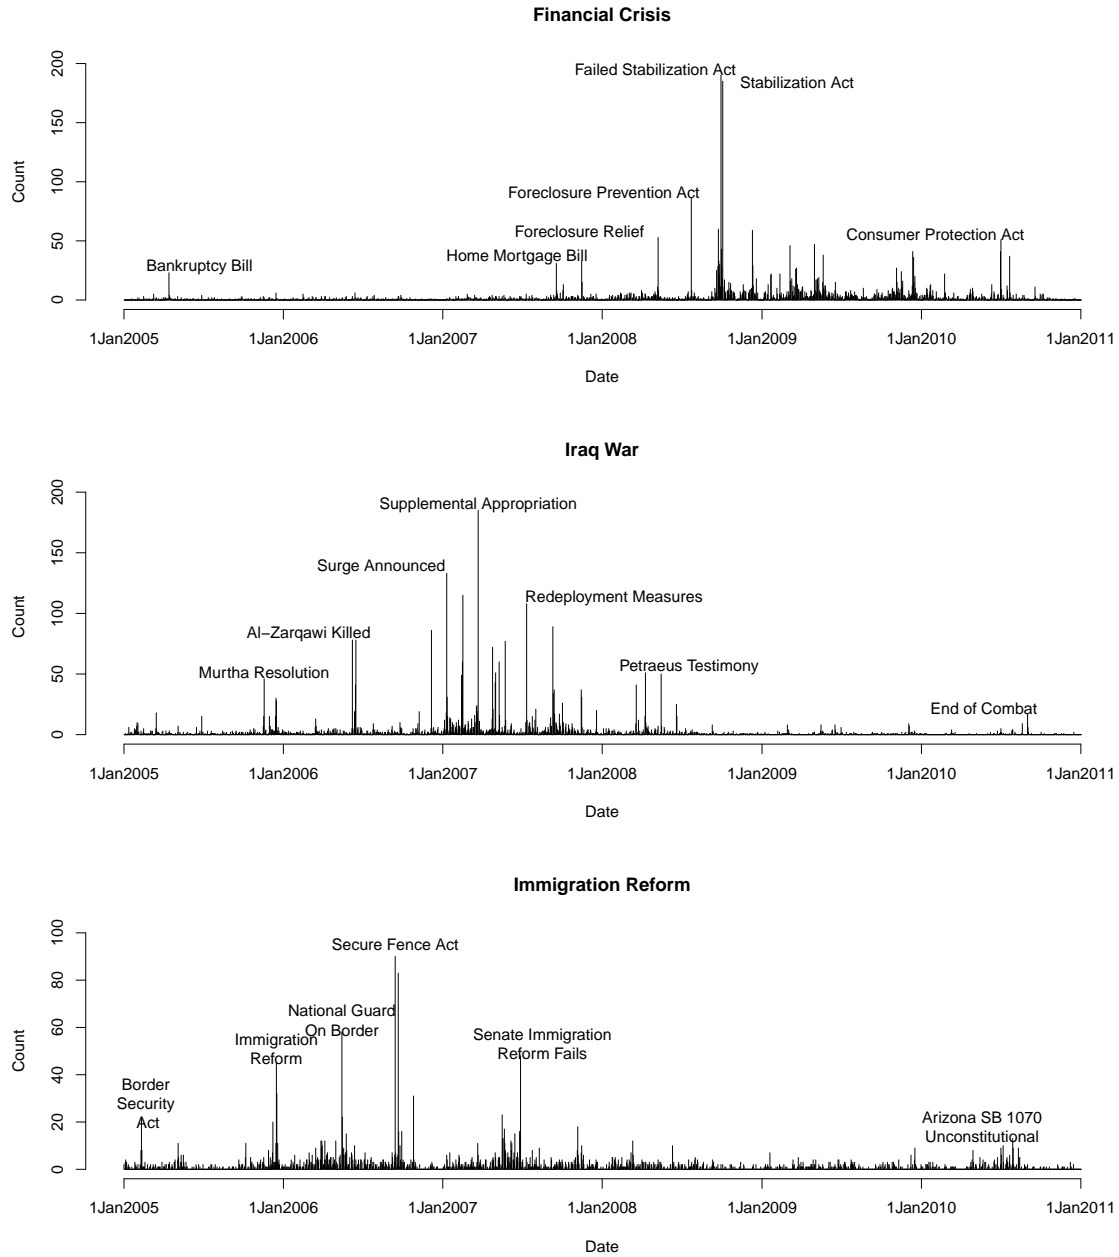 Financial Crisis
200
150
100
50
0
Count
Failed Stabilization Act
Stabilization Act
Foreclosure Prevention Act
Foreclosure Relief
Consumer Protection Act
Home Mortgage Bill
Bankruptcy Bill
1Jan2005 1Jan2006 1Jan2007 1Jan2008 1Jan2009 1Jan2010 1Jan2011
Date
Iraq War
200
150
100
50
0
Count
Supplemental Appropriation
Surge Announced
Redeployment Measures
Al−Zarqawi Killed
Murtha Resolution
Petraeus Testimony
End of Combat
1Jan2005 1Jan2006 1Jan2007 1Jan2008 1Jan2009 1Jan2010 1Jan2011
Date
Immigration Reform
100
80
60
40
20
0
Count
Secure Fence Act
National Guard
On Border
Immigration
Reform
Senate Immigration
Reform Fails
Border
Security
Act
Arizona SB 1070
Unconstitutional
1Jan2005 1Jan2006 1Jan2007 1Jan2008 1Jan2009 1Jan2010 1Jan2011
Date